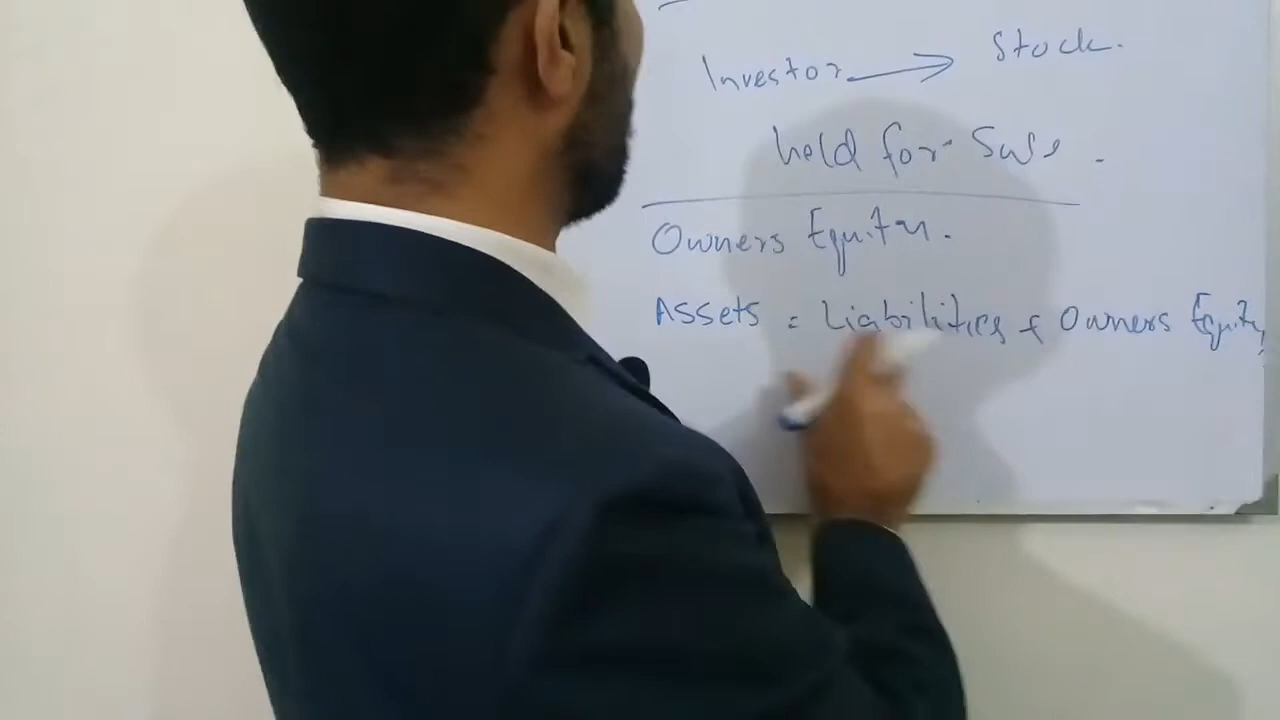 Investor → Stock.
held for Sale.
Owners Equity.
Assets = Liabilities + Owners Equity